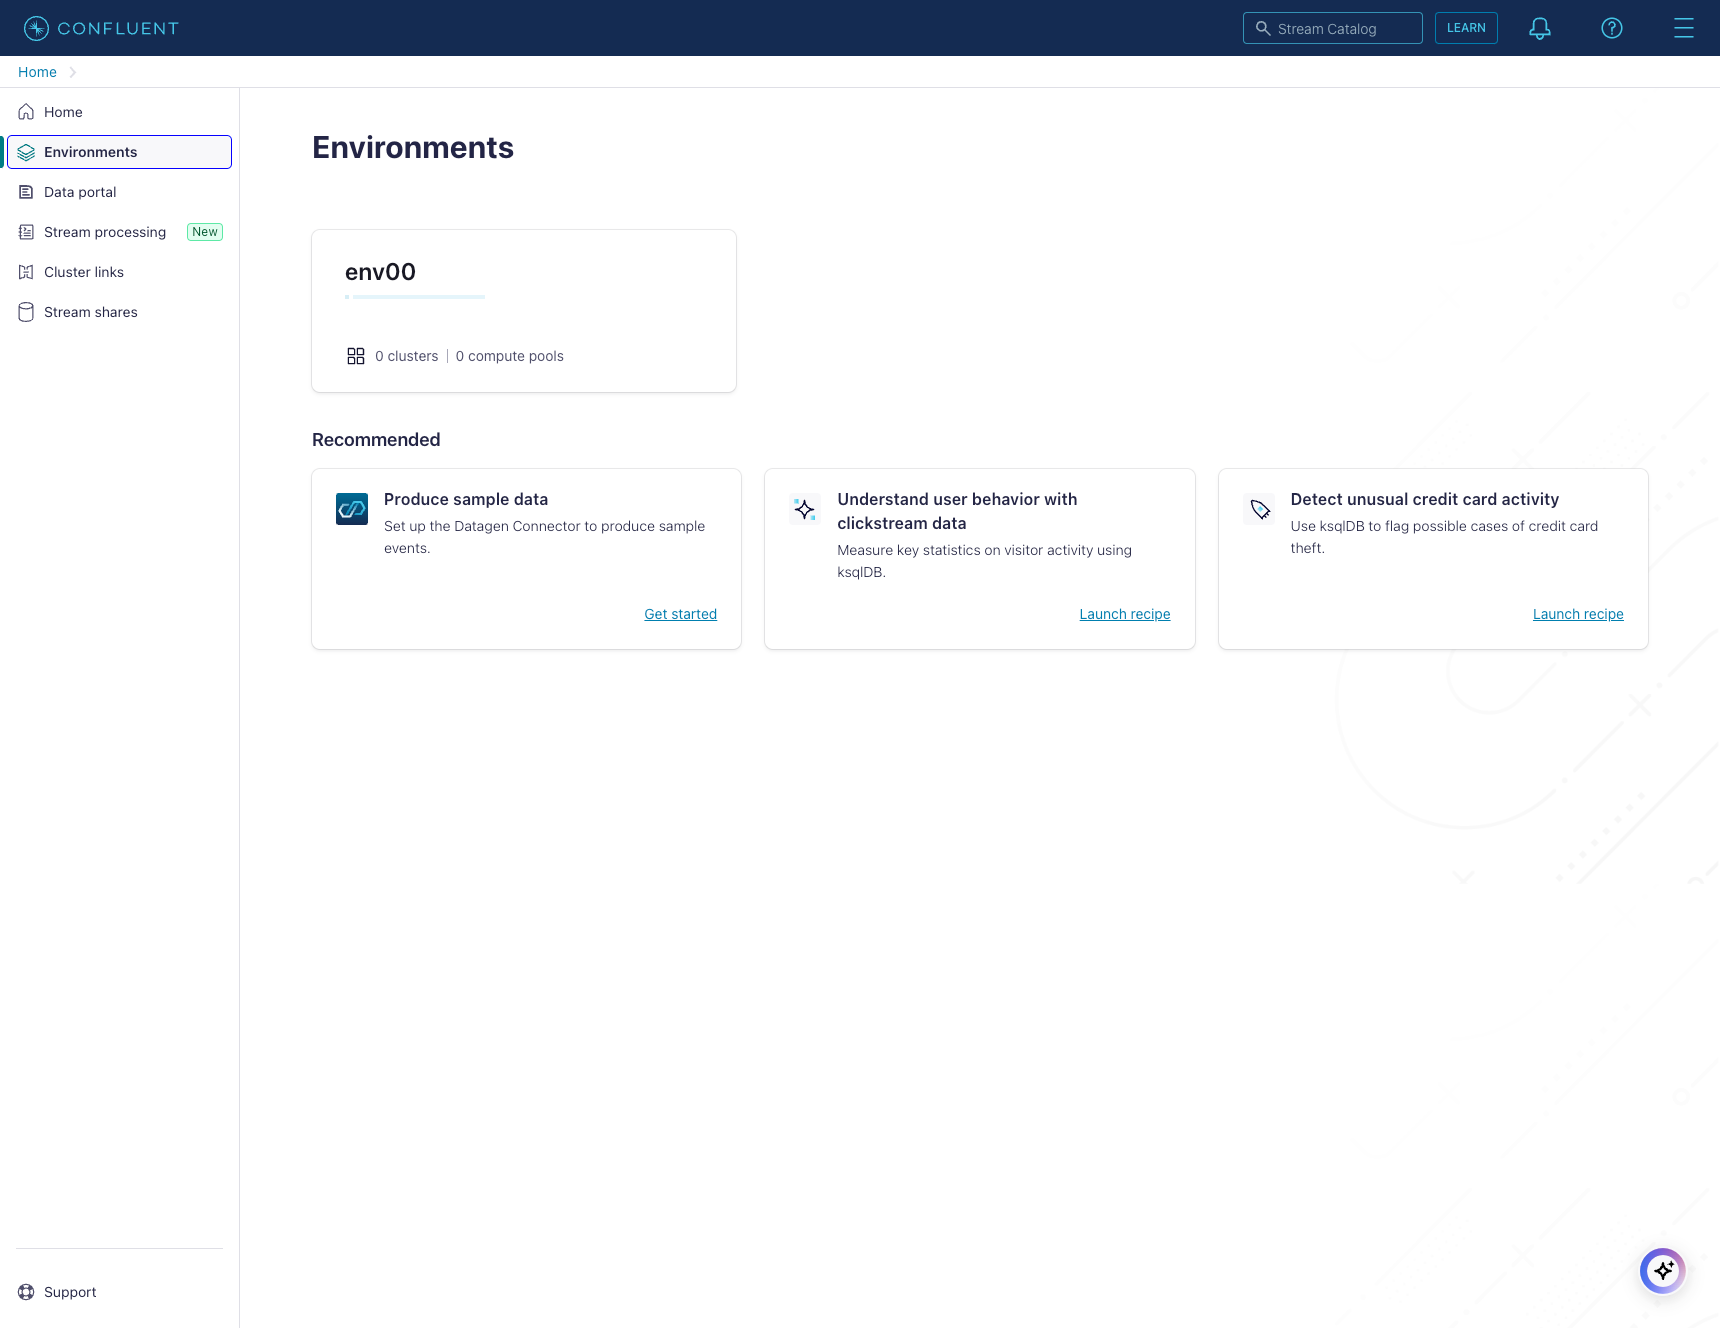 CONFLUENT
Stream Catalog
LEARN
Home
Home
Environments
Data portal
Stream processing New
Cluster links
Stream shares
Support
Environments
env00
0 clusters
0 compute pools
Recommended
Produce sample data
Set up the Datagen Connector to produce sample
events.
Get started
Understand user behavior with
clickstream data
Measure key statistics on visitor activity using
ksqlDB.
Launch recipe
Detect unusual credit card activity
Use ksqlDB to flag possible cases of credit card
theft.
Launch recipe